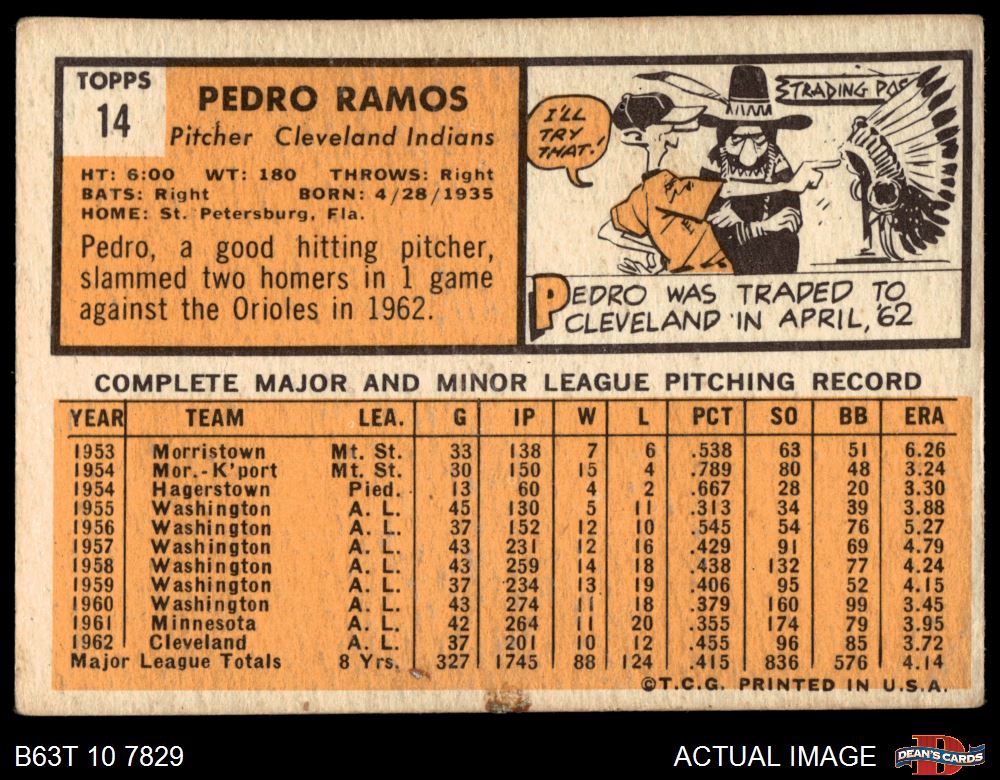 TOPPS
14
PEDRO RAMOS
Pitcher Cleveland Indians
HT: 6:00 WT: 180 THROWS: Right
BATS: Right BORN: 4/28/1935
HOME: St. Petersburg, Fla.
Pedro, a good hitting pitcher,
slammed two homers in 1 game
against the Orioles in 1962.
I'LL
TRY
THAT!
TRADING POS
PEDRO WAS TRADED TO
CLEVELAND IN APRIL, '62
COMPLETE MAJOR AND MINOR LEAGUE PITCHING RECORD
YEAR TEAM LEA. G IP W L PCT SO BB ERA
1953 Morristown Mt. St. 33 138 7 6 .538 63 51 6.26
1954 Mor.-K'port Mt. St. 30 150 15 4 .789 80 48 3.24
1954 Hagerstown Pied. 13 60 4 2 .667 28 20 3.30
1955 Washington A. L. 45 130 5 11 .313 34 39 3.88
1956 Washington A. L. 37 152 12 10 .545 54 76 5.27
1957 Washington A. L. 43 231 12 16 .429 91 69 4.79
1958 Washington A. L. 43 259 14 18 .438 132 77 4.24
1959 Washington A. L. 37 234 13 19 .406 95 52 4.15
1960 Washington A. L. 43 274 11 18 .379 160 99 3.45
1961 Minnesota A. L. 42 264 11 20 .355 174 79 3.95
1962 Cleveland A. L. 37 201 10 12 .455 96 85 3.72
Major League Totals 8 Yrs. 327 1745 88 124 .415 836 576 4.14
©T.C.G. PRINTED IN U.S.A.
B63T 10 7829
ACTUAL IMAGE
DEAN'S CARDS